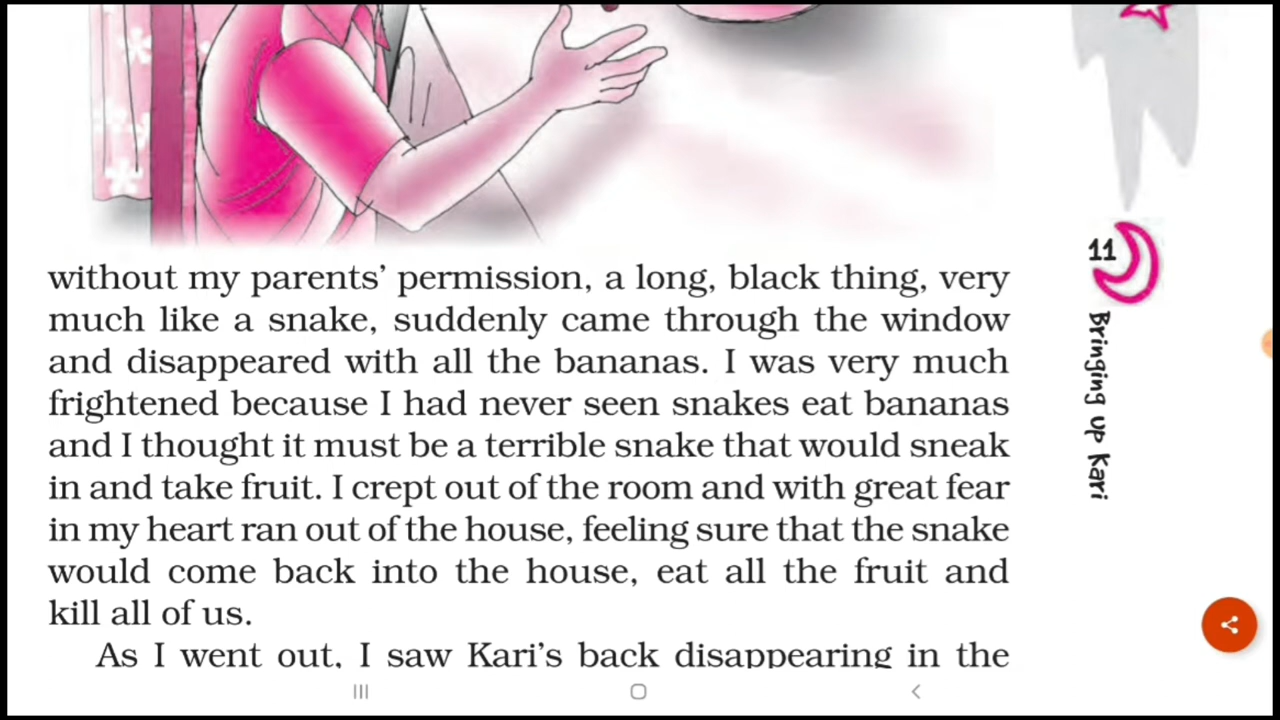 without my parents’ permission, a long, black thing, very
much like a snake, suddenly came through the window
and disappeared with all the bananas. I was very much
frightened because I had never seen snakes eat bananas
and I thought it must be a terrible snake that would sneak
in and take fruit. I crept out of the room and with great fear
in my heart ran out of the house, feeling sure that the snake
would come back into the house, eat all the fruit and
kill all of us.
As I went out, I saw Kari’s back disappearing in the
11
Bringing up Kari